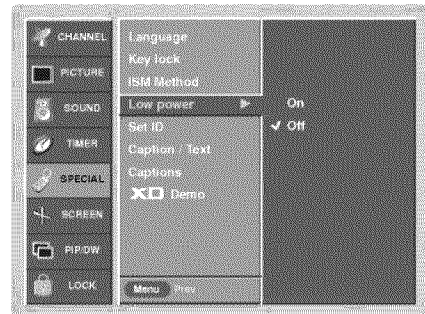 CHANNEL
PICTURE
SOUND
TIMER
SPECIAL
SCREEN
PIP/DW
LOCK
Language
Key lock
ISM Method
Low power
Set ID
Caption / Text
Captions
XD Demo
On
Off
Menu Prev